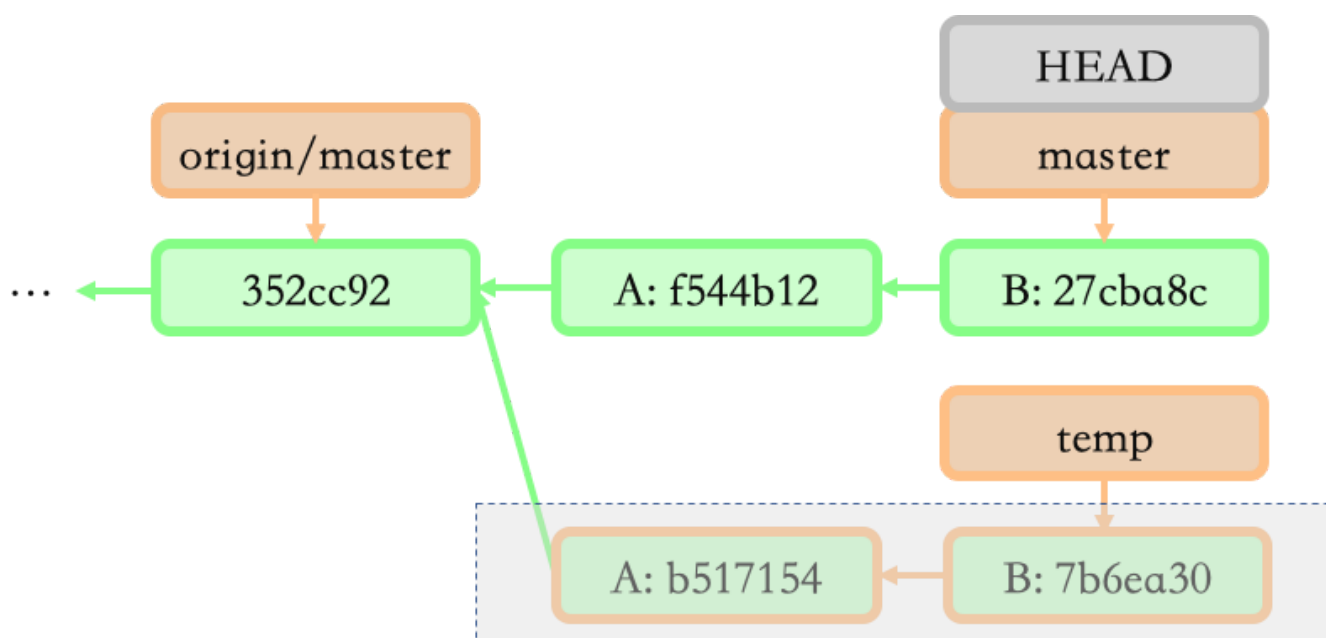 HEAD
origin/master
master
...
352cc92
A: f544b12
B: 27cba8c
temp
A: b517154
B: 7b6ea30